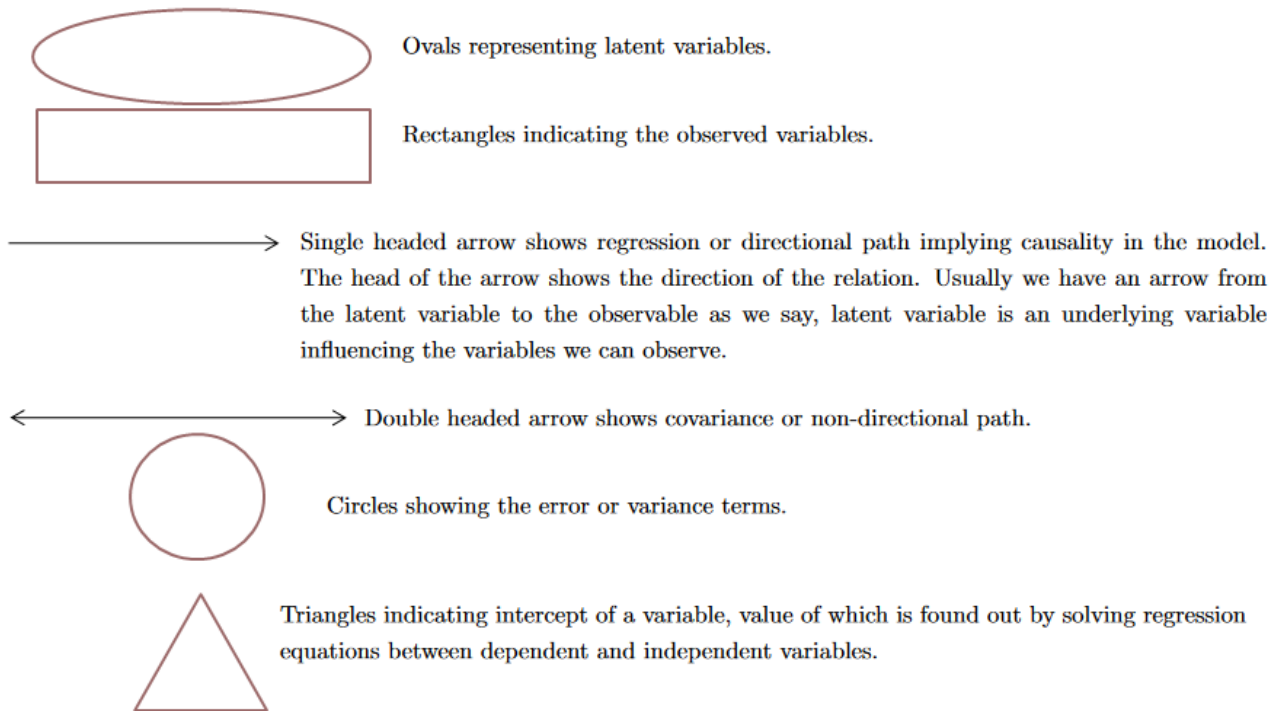 Ovals representing latent variables.
Rectangles indicating the observed variables.
Single headed arrow shows regression or directional path implying causality in the model.
The head of the arrow shows the direction of the relation. Usually we have an arrow from
the latent variable to the observable as we say, latent variable is an underlying variable
influencing the variables we can observe.
Double headed arrow shows covariance or non-directional path.
Circles showing the error or variance terms.
Triangles indicating intercept of a variable, value of which is found out by solving regression
equations between dependent and independent variables.